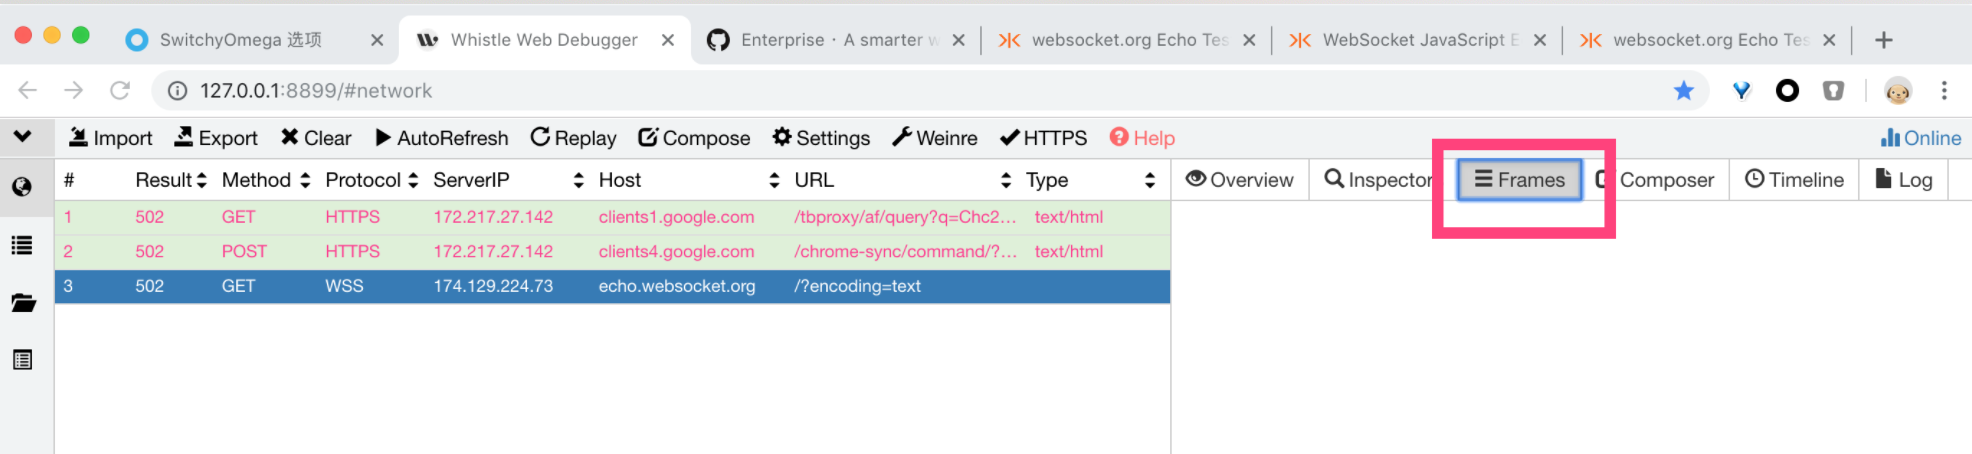 SwitchyOmega 选项 Whistle Web Debugger Enterprise · A smarter w websocket.org Echo Tes WebSocket JavaScript E websocket.org Echo Tes
127.0.0.1:8899/#network
Import Export Clear AutoRefresh Replay Compose Settings Weinre HTTPS Help Online
# Result Method Protocol ServerIP Host URL Type Overview Inspector Frames Composer Timeline Log
1 502 GET HTTPS 172.217.27.142 clients1.google.com /tbproxy/af/query?q=Chc2... text/html
2 502 POST HTTPS 172.217.27.142 clients4.google.com /chrome-sync/command/?... text/html
3 502 GET WSS 174.129.224.73 echo.websocket.org /?encoding=text